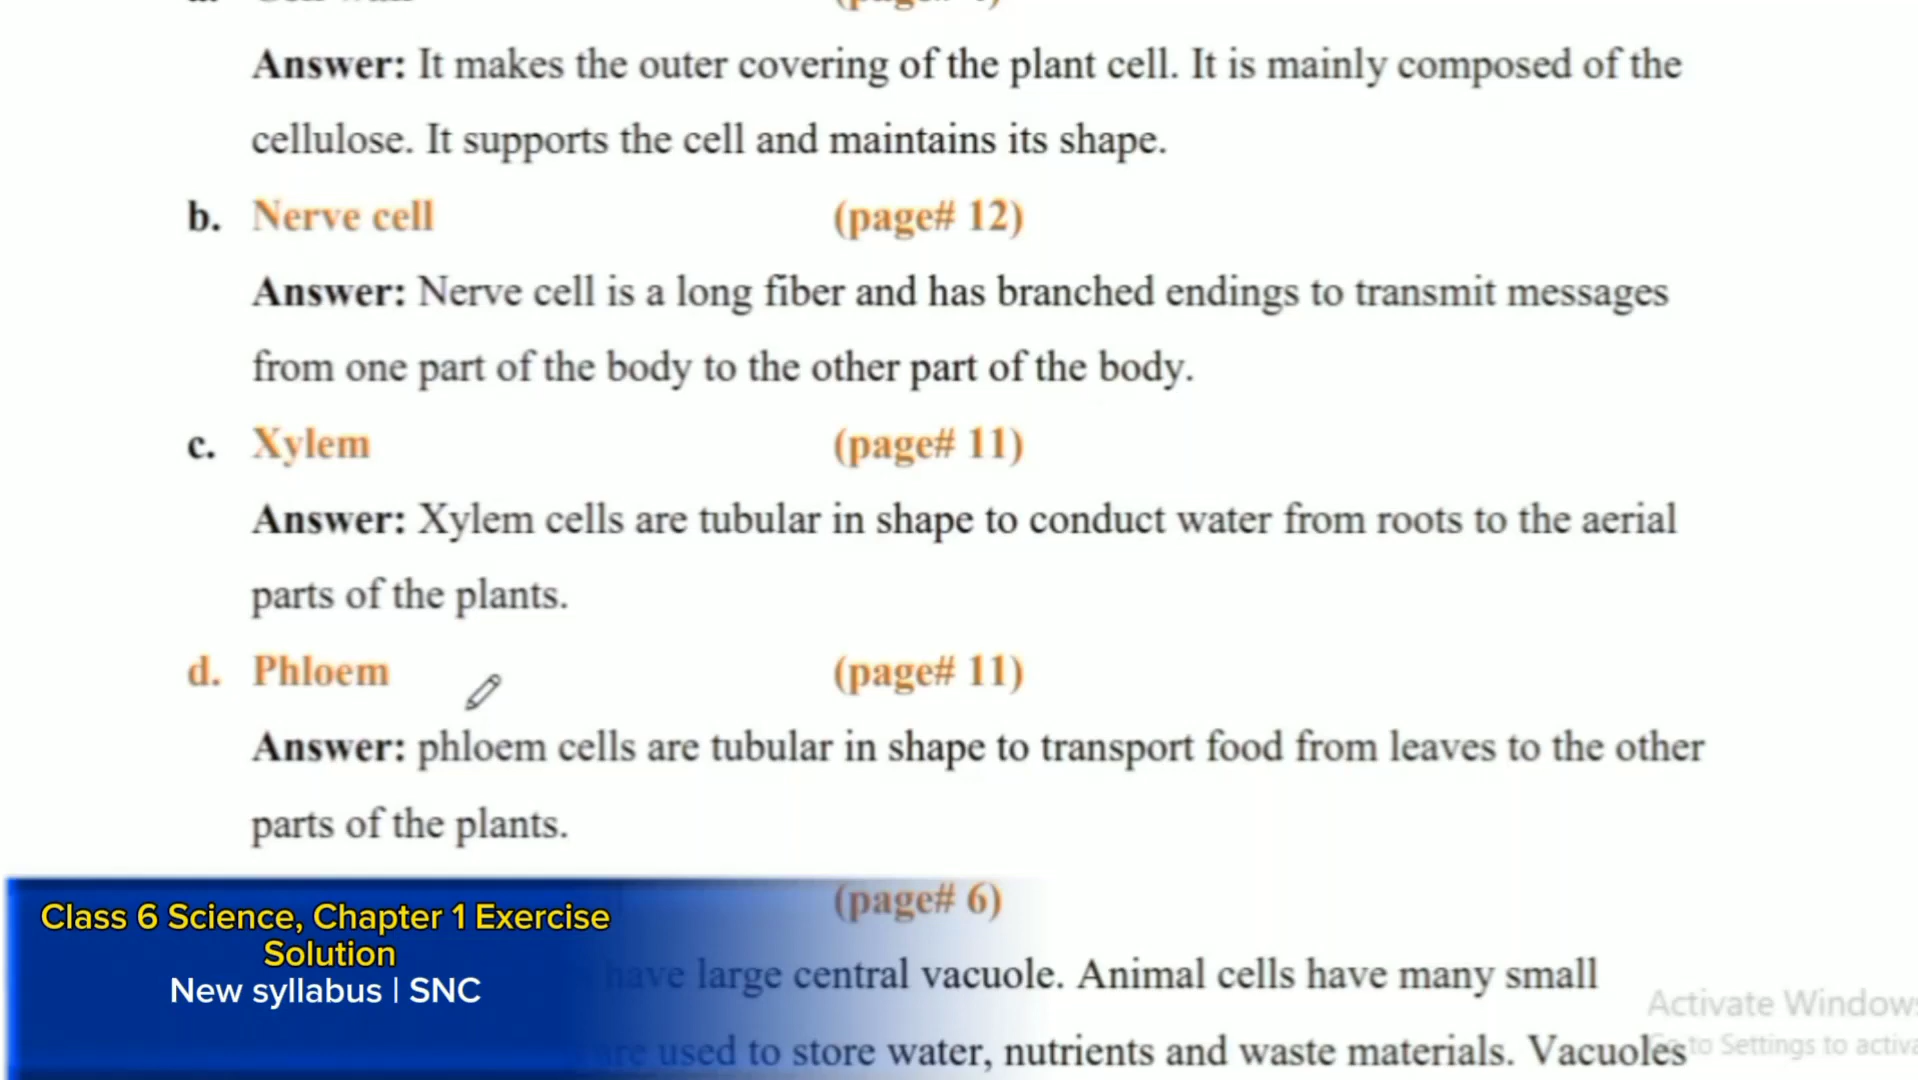 Answer: It makes the outer covering of the plant cell. It is mainly composed of the
cellulose. It supports the cell and maintains its shape.
b. Nerve cell (page# 12)
Answer: Nerve cell is a long fiber and has branched endings to transmit messages
from one part of the body to the other part of the body.
c. Xylem (page# 11)
Answer: Xylem cells are tubular in shape to conduct water from roots to the aerial
parts of the plants.
d. Phloem (page# 11)
Answer: phloem cells are tubular in shape to transport food from leaves to the other
parts of the plants.
(page# 6)
have large central vacuole. Animal cells have many small
are used to store water, nutrients and waste materials. Vacuoles
Class 6 Science, Chapter 1 Exercise
Solution
New syllabus | SNC
Activate Windows
to Settings to activa